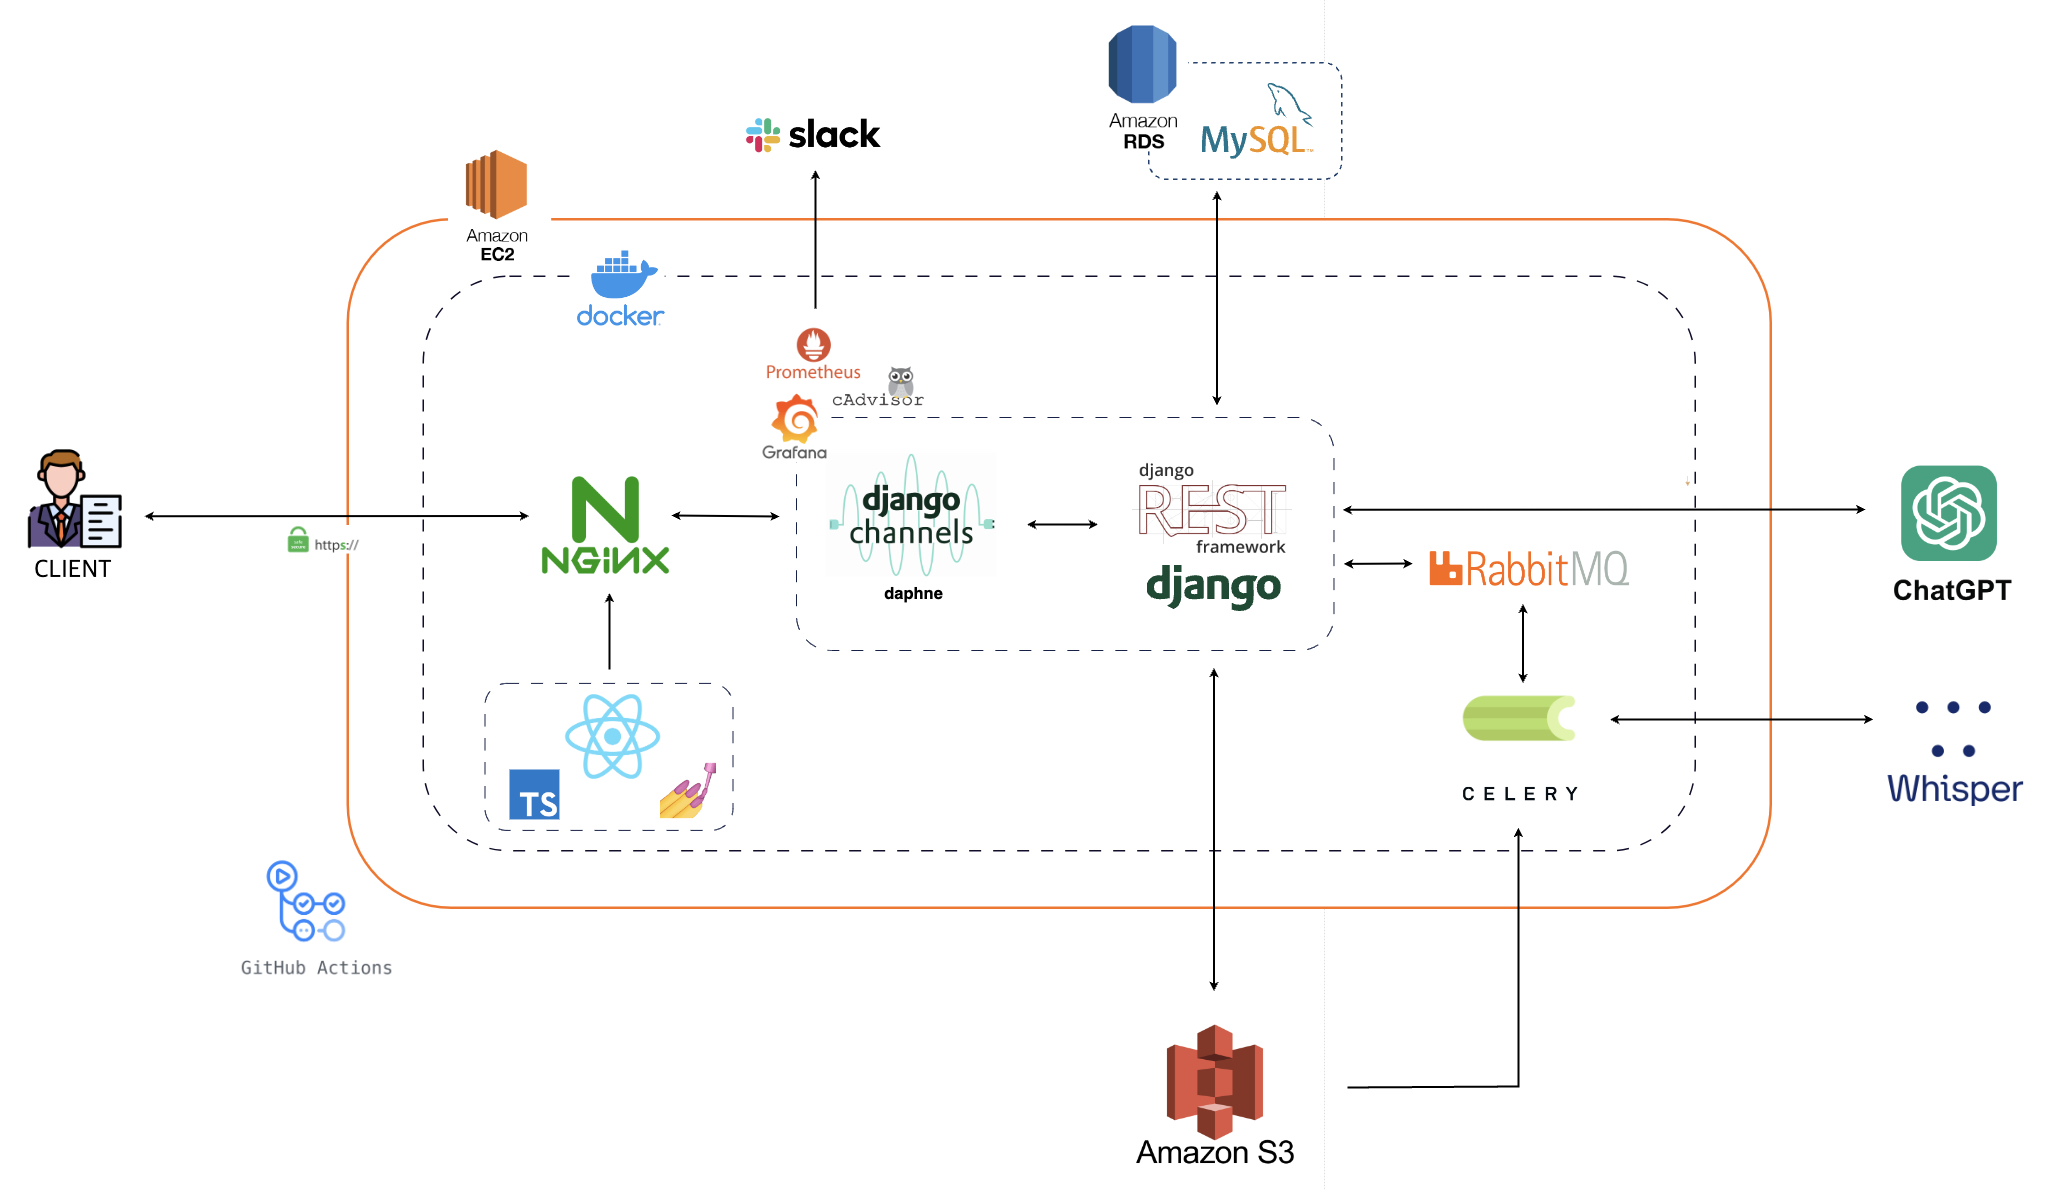 Amazon
RDS
MySQL
slack
Amazon
EC2
docker
Prometheus
cAdvisor
Grafana
CLIENT
https://
NGINX
django
channels
daphne
django
REST
framework
django
RabbitMQ
ChatGPT
TS
CELERY
Whisper
GitHub Actions
Amazon S3